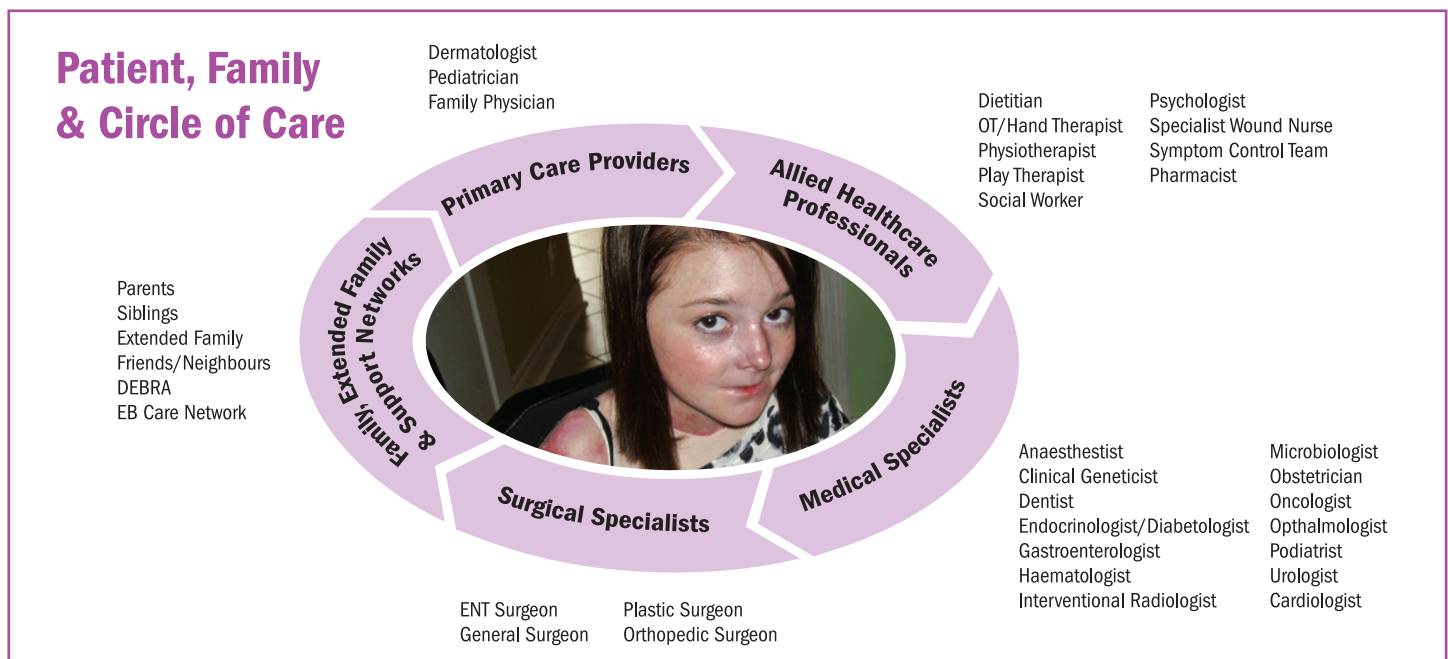 Patient, Family
& Circle of Care
Dermatologist
Pediatrician
Family Physician
Primary Care Providers
Allied Healthcare
Professionals
Dietitian
OT/Hand Therapist
Physiotherapist
Play Therapist
Social Worker
Psychologist
Specialist Wound Nurse
Symptom Control Team
Pharmacist
Parents
Siblings
Extended Family
Friends/Neighbours
DEBRA
EB Care Network
Family, Extended Family
& Support Networks
Medical Specialists
Anaesthestist
Clinical Geneticist
Dentist
Endocrinologist/Diabetologist
Gastroenterologist
Haematologist
Interventional Radiologist
Microbiologist
Obstetrician
Oncologist
Opthalmologist
Podiatrist
Urologist
Cardiologist
Surgical Specialists
ENT Surgeon
General Surgeon
Plastic Surgeon
Orthopedic Surgeon